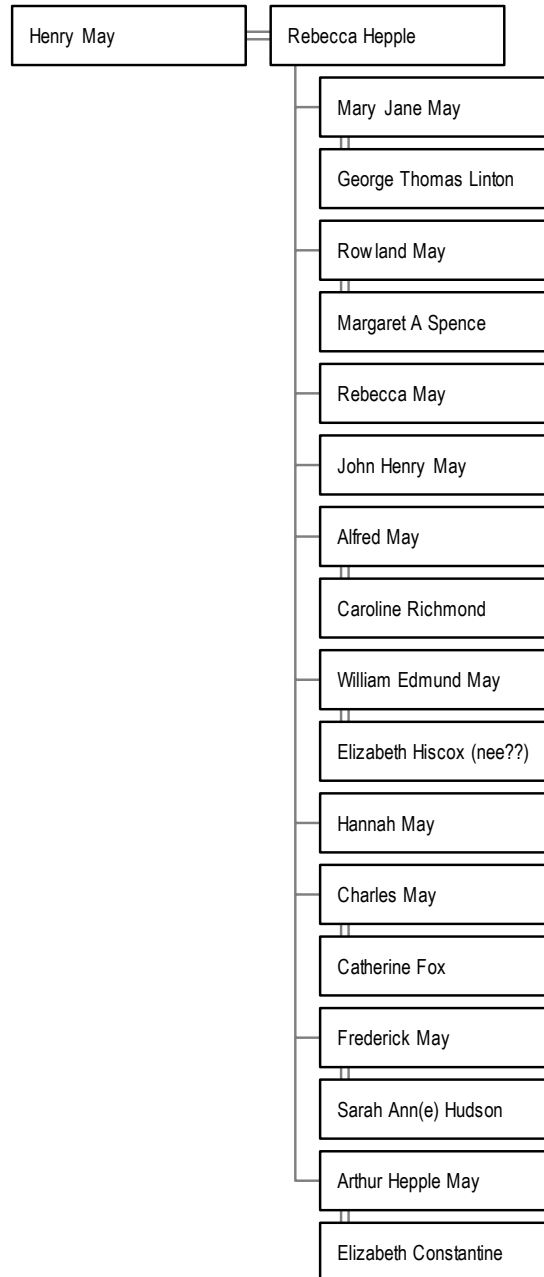 Henry May
Rebecca Hepple
Mary Jane May
George Thomas Linton
Rowland May
Margaret A Spence
Rebecca May
John Henry May
Alfred May
Caroline Richmond
William Edmund May
Elizabeth Hiscox (nee??)
Hannah May
Charles May
Catherine Fox
Frederick May
Sarah Ann(e) Hudson
Arthur Hepple May
Elizabeth Constantine